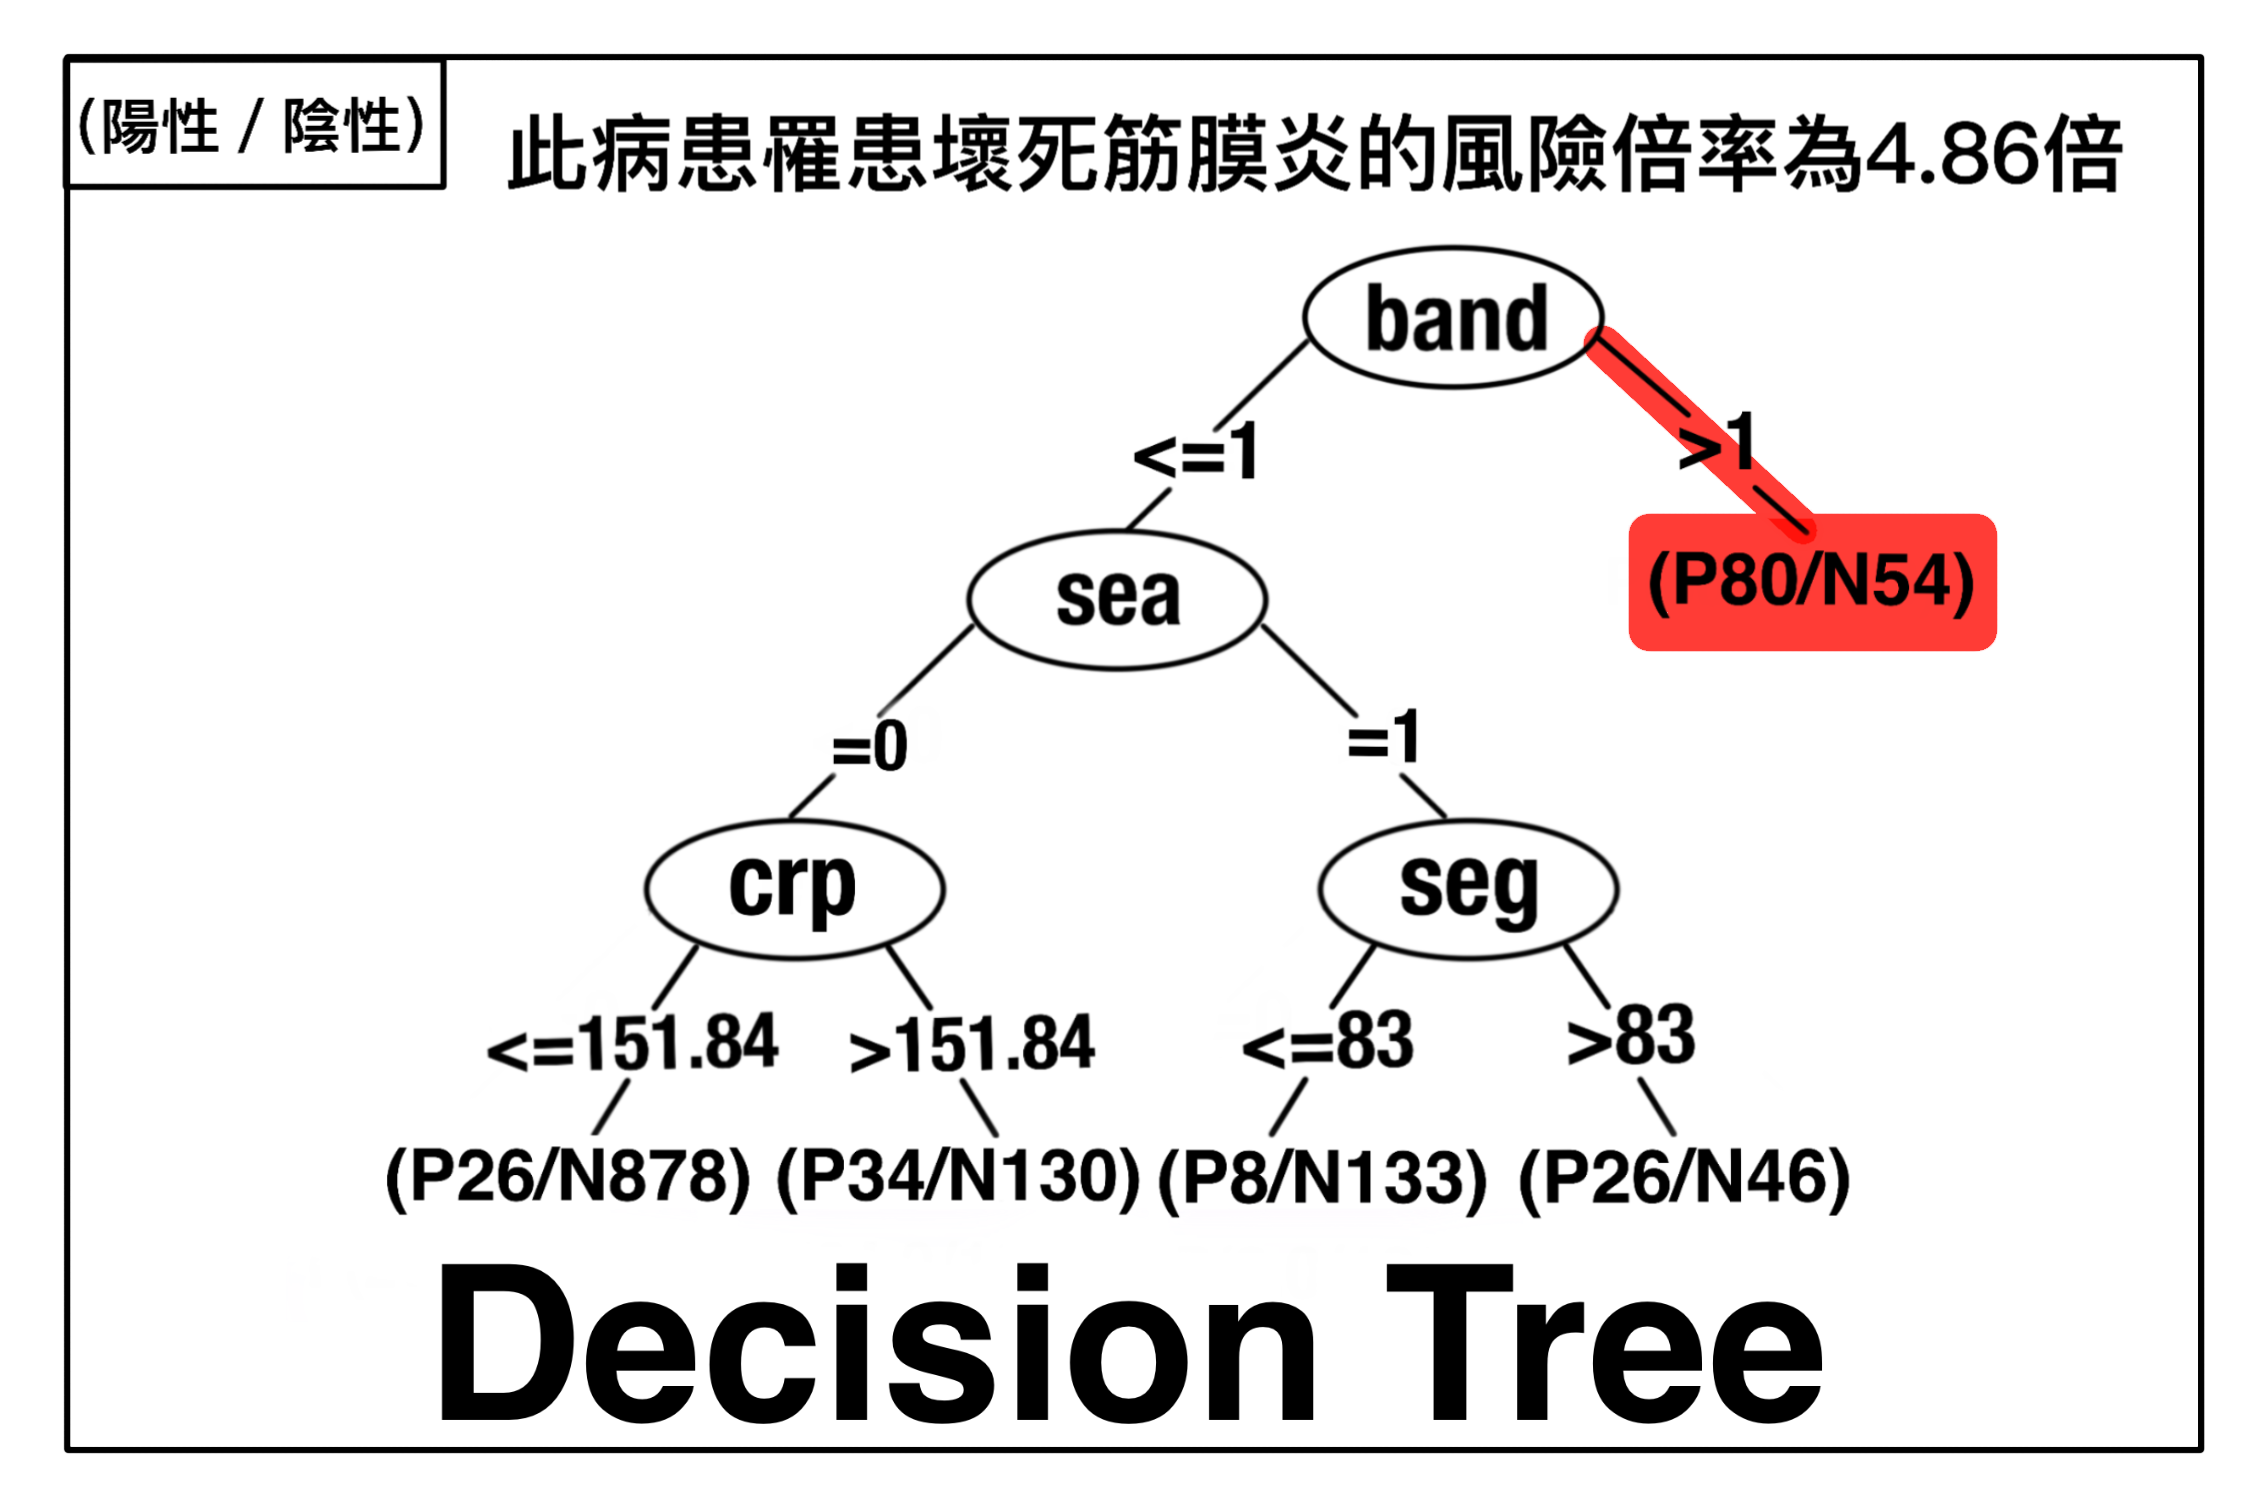 (陽性 / 陰性)
此病患罹患壞死筋膜炎的風險倍率為4.86倍
band
<=1
>1
sea
(P80/N54)
=0
=1
crp
seg
<=151.84
>151.84
<=83
>83
(P26/N878)
(P34/N130)
(P8/N133)
(P26/N46)
Decision Tree